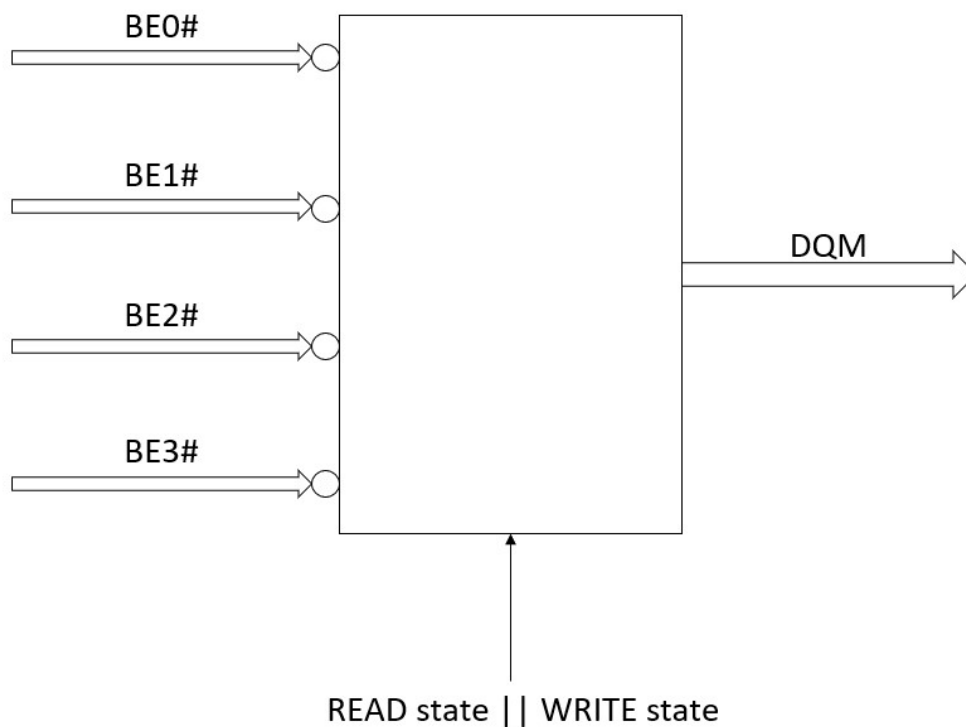 BE0#
BE1#
DQM
BE2#
BE3#
READ state || WRITE state